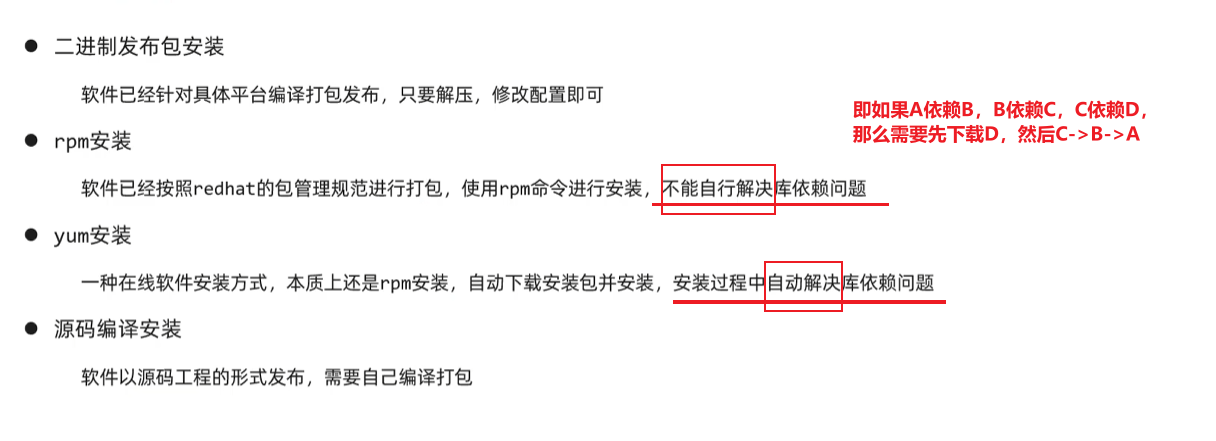 二进制发布包安装
软件已经针对具体平台编译打包发布，只要解压，修改配置即可
即如果A依赖B，B依赖C，C依赖D，
那么需要先下载D，然后C->B->A
rpm安装
软件已经按照redhat的包管理规范进行打包，使用rpm命令进行安装，不能自行解决库依赖问题
yum安装
一种在线软件安装方式，本质上还是rpm安装，自动下载安装包并安装，安装过程中自动解决库依赖问题
源码编译安装
软件以源码工程的形式发布，需要自己编译打包